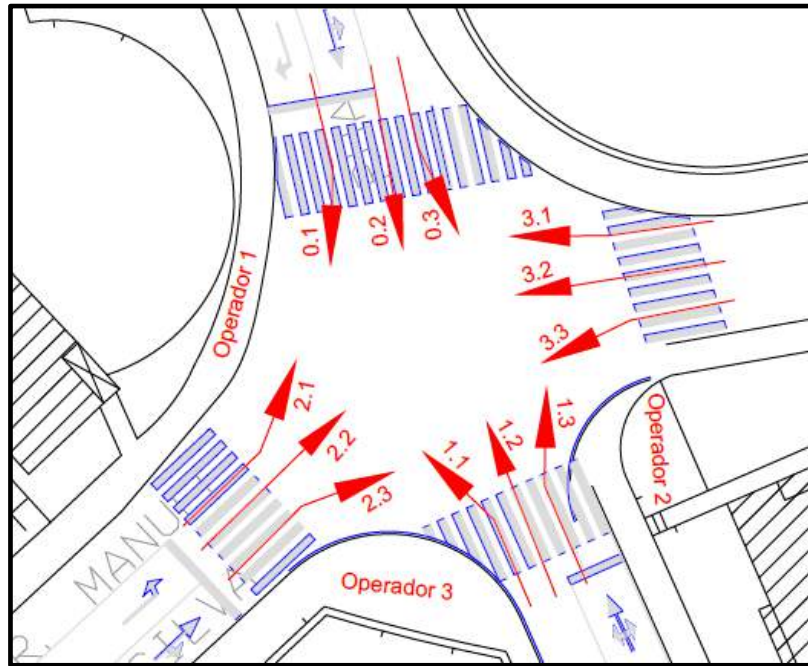 0.1
0.2
0.3
3.1
3.2
3.3
Operador 1
2.1
2.2
2.3
1.1
1.2
1.3
Operador 2
Operador 3
R. MANU
SILVA